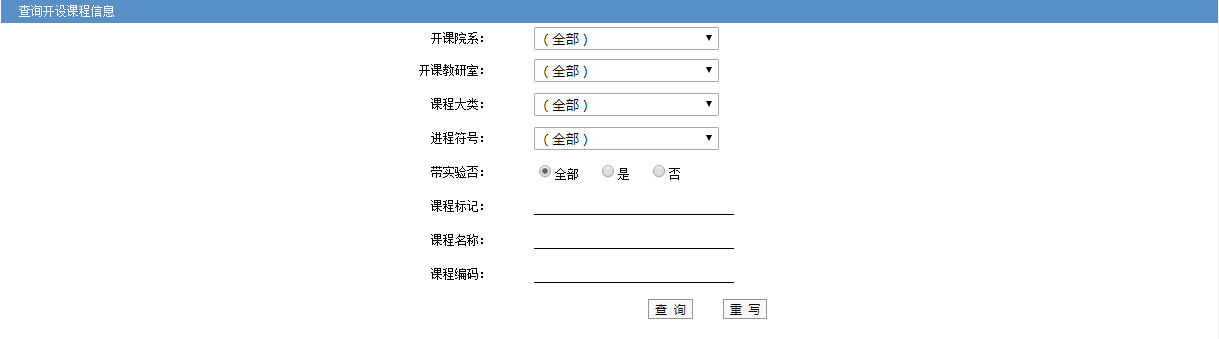 查询开设课程信息
开课院系： （全部）
开课教研室： （全部）
课程大类： （全部）
进程符号： （全部）
带实验否： 全部 是 否
课程标记：
课程名称：
课程编码：
查 询 重 写